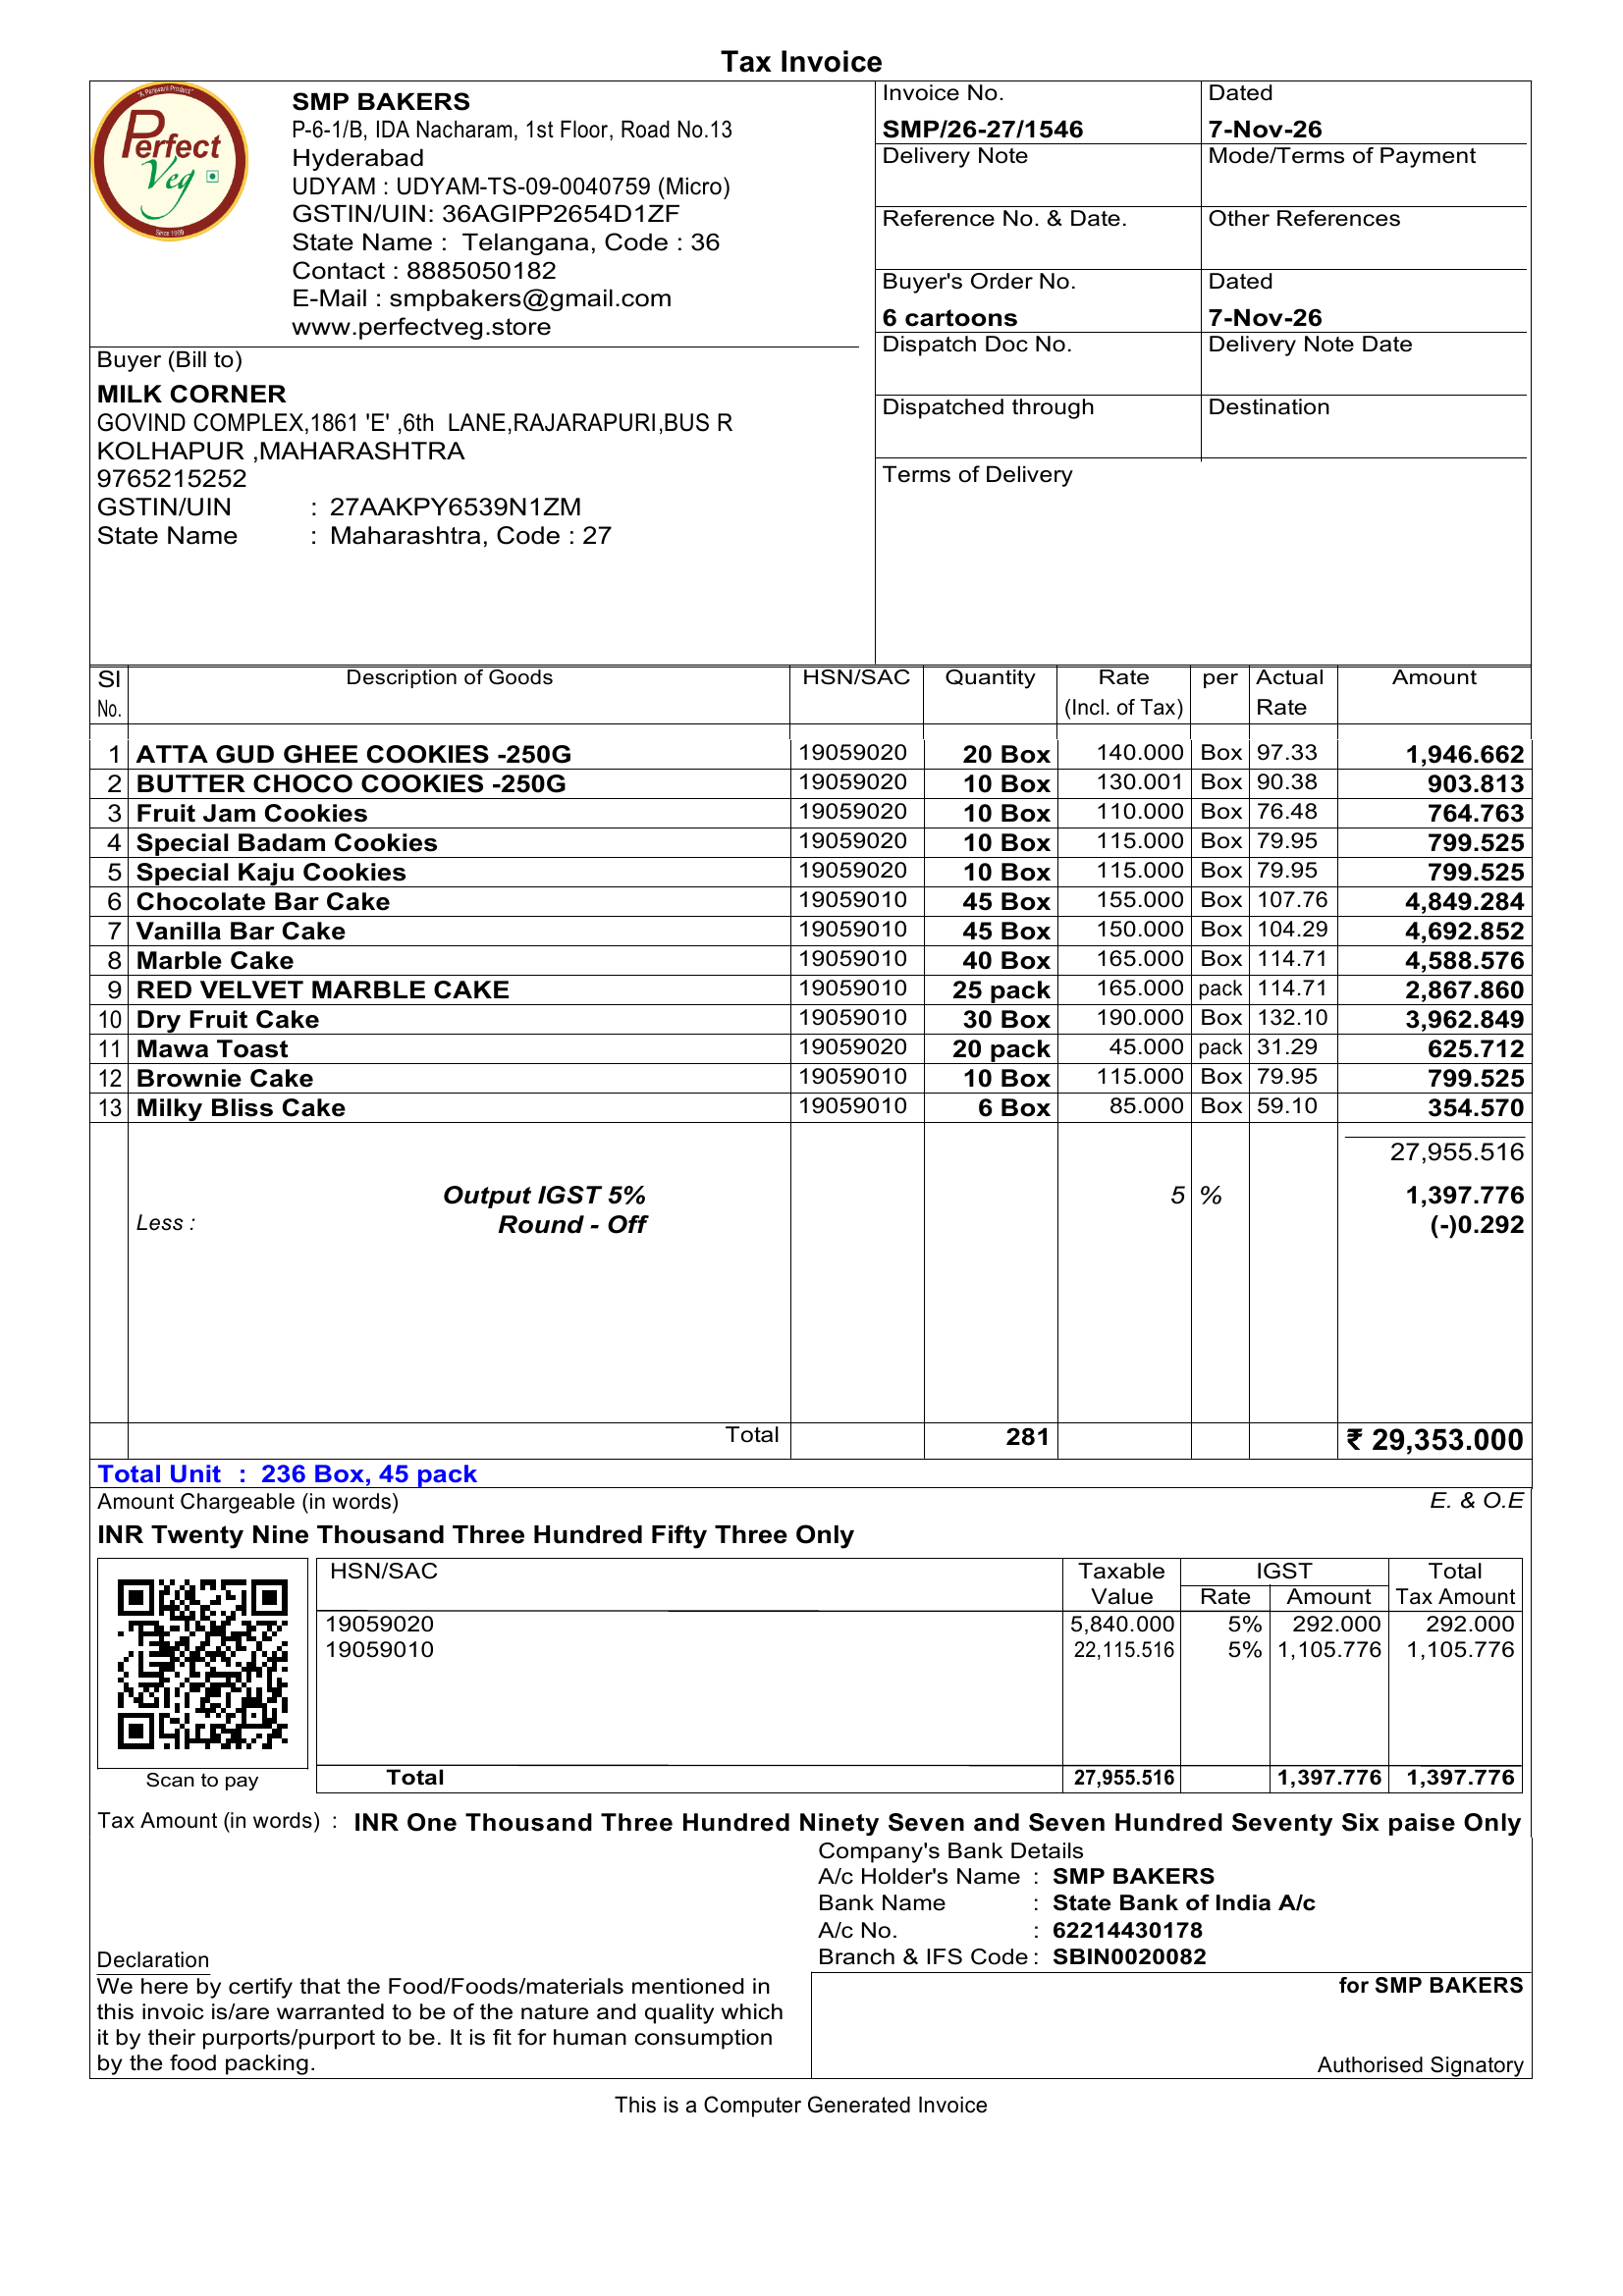 Tax Invoice
"A Panjwani Product"
Perfect
Veg
Since 1989
SMP BAKERS
P-6-1/B, IDA Nacharam, 1st Floor, Road No.13
Hyderabad
UDYAM : UDYAM-TS-09-0040759 (Micro)
GSTIN/UIN: 36AGIPP2654D1ZF
State Name : Telangana, Code : 36
Contact : 8885050182
E-Mail : smpbakers@gmail.com
www.perfectveg.store
Invoice No. Dated
SMP/26-27/1546 7-Nov-26
Delivery Note Mode/Terms of Payment
Reference No. & Date. Other References
Buyer's Order No. Dated
6 cartoons 7-Nov-26
Dispatch Doc No. Delivery Note Date
Dispatched through Destination
Terms of Delivery
Buyer (Bill to)
MILK CORNER
GOVIND COMPLEX,1861 'E' ,6th LANE,RAJARAPURI,BUS R
KOLHAPUR ,MAHARASHTRA
9765215252
GSTIN/UIN : 27AAKPY6539N1ZM
State Name : Maharashtra, Code : 27
Sl Description of Goods HSN/SAC Quantity Rate per Actual Amount
No. (Incl. of Tax) Rate
1 ATTA GUD GHEE COOKIES -250G 19059020 20 Box 140.000 Box 97.33 1,946.662
2 BUTTER CHOCO COOKIES -250G 19059020 10 Box 130.001 Box 90.38 903.813
3 Fruit Jam Cookies 19059020 10 Box 110.000 Box 76.48 764.763
4 Special Badam Cookies 19059020 10 Box 115.000 Box 79.95 799.525
5 Special Kaju Cookies 19059020 10 Box 115.000 Box 79.95 799.525
6 Chocolate Bar Cake 19059010 45 Box 155.000 Box 107.76 4,849.284
7 Vanilla Bar Cake 19059010 45 Box 150.000 Box 104.29 4,692.852
8 Marble Cake 19059010 40 Box 165.000 Box 114.71 4,588.576
9 RED VELVET MARBLE CAKE 19059010 25 pack 165.000 pack 114.71 2,867.860
10 Dry Fruit Cake 19059010 30 Box 190.000 Box 132.10 3,962.849
11 Mawa Toast 19059020 20 pack 45.000 pack 31.29 625.712
12 Brownie Cake 19059010 10 Box 115.000 Box 79.95 799.525
13 Milky Bliss Cake 19059010 6 Box 85.000 Box 59.10 354.570
27,955.516
Output IGST 5% 5 % 1,397.776
Less : Round - Off (-)0.292
Total 281 ₹ 29,353.000
Total Unit : 236 Box, 45 pack
Amount Chargeable (in words) E. & O.E
INR Twenty Nine Thousand Three Hundred Fifty Three Only
HSN/SAC Taxable IGST Total
Value Rate Amount Tax Amount
19059020 5,840.000 5% 292.000 292.000
19059010 22,115.516 5% 1,105.776 1,105.776
Total 27,955.516 1,397.776 1,397.776
Scan to pay
Tax Amount (in words) : INR One Thousand Three Hundred Ninety Seven and Seven Hundred Seventy Six paise Only
Company's Bank Details
A/c Holder's Name : SMP BAKERS
Bank Name : State Bank of India A/c
A/c No. : 62214430178
Branch & IFS Code : SBIN0020082
Declaration
We here by certify that the Food/Foods/materials mentioned in
this invoic is/are warranted to be of the nature and quality which
it by their purports/purport to be. It is fit for human consumption
by the food packing.
for SMP BAKERS
Authorised Signatory
This is a Computer Generated Invoice